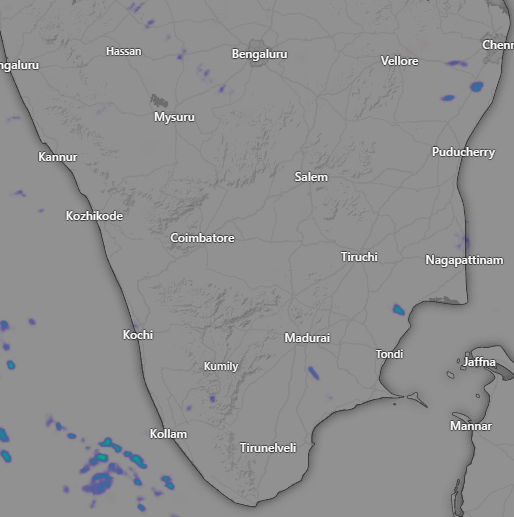 Hassan
Bengaluru
Chenn
Vellore
ngaluru
Mysuru
Kannur
Puducherry
Salem
Kozhikode
Coimbatore
Tiruchi
Nagapattinam
Kochi
Madurai
Tondi
Kumily
Jaffna
Kollam
Mannar
Tirunelveli